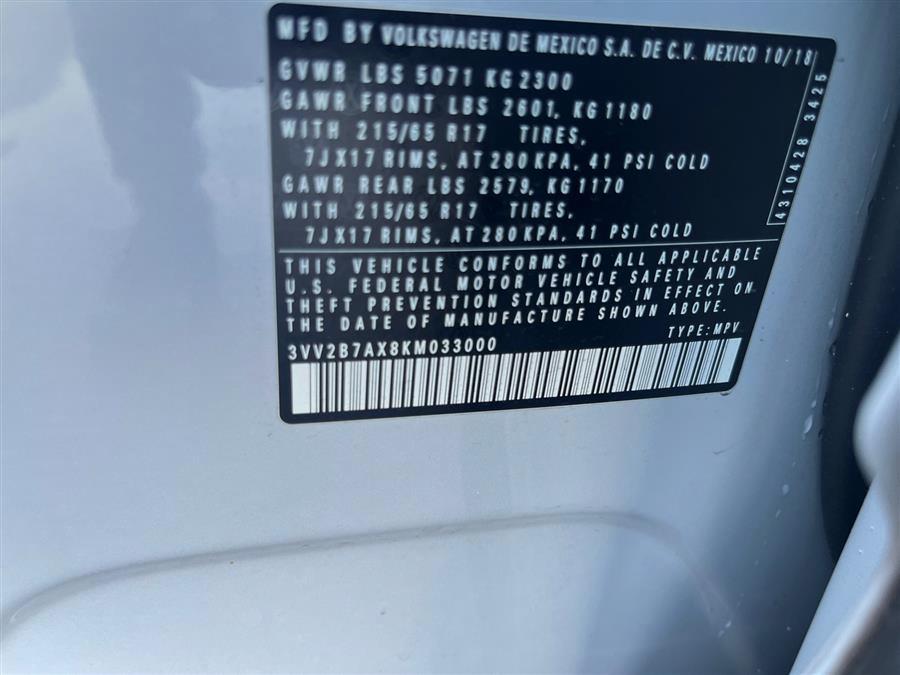 MFD BY VOLKSWAGEN DE MEXICO S.A. DE C.V. MEXICO 10/18
GVWR LBS 5071 KG 2300
GAWR FRONT LBS 2601, KG 1180
WITH 215/65 R17 TIRES,
7JX17 RIMS, AT 280 KPA, 41 PSI COLD
GAWR REAR LBS 2579, KG 1170
WITH 215/65 R17 TIRES,
7JX17 RIMS, AT 280 KPA, 41 PSI COLD
4310428 3425
THIS VEHICLE CONFORMS TO ALL APPLICABLE
U.S. FEDERAL MOTOR VEHICLE SAFETY AND
THEFT PREVENTION STANDARDS IN EFFECT ON
THE DATE OF MANUFACTURE SHOWN ABOVE.
TYPE: MPV
3VV2B7AX8KM033000